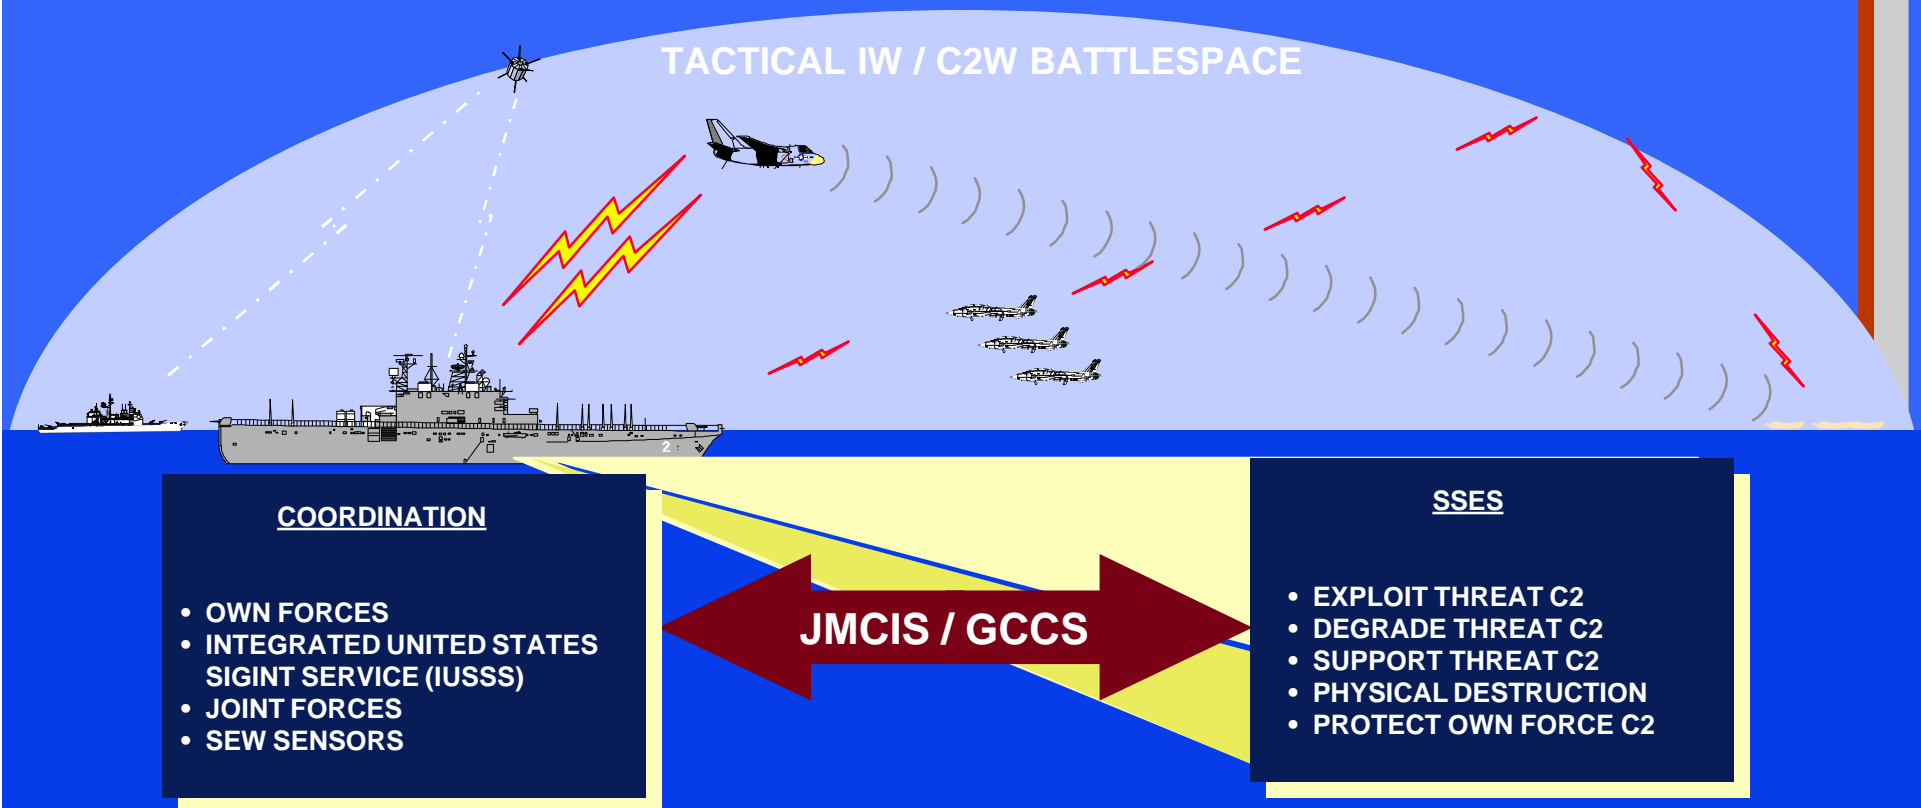 TACTICAL IW / C2W BATTLESPACE
2
COORDINATION
• OWN FORCES
• INTEGRATED UNITED STATES
SIGINT SERVICE (IUSSS)
• JOINT FORCES
• SEW SENSORS
JMCIS / GCCS
SSES
• EXPLOIT THREAT C2
• DEGRADE THREAT C2
• SUPPORT THREAT C2
• PHYSICAL DESTRUCTION
• PROTECT OWN FORCE C2